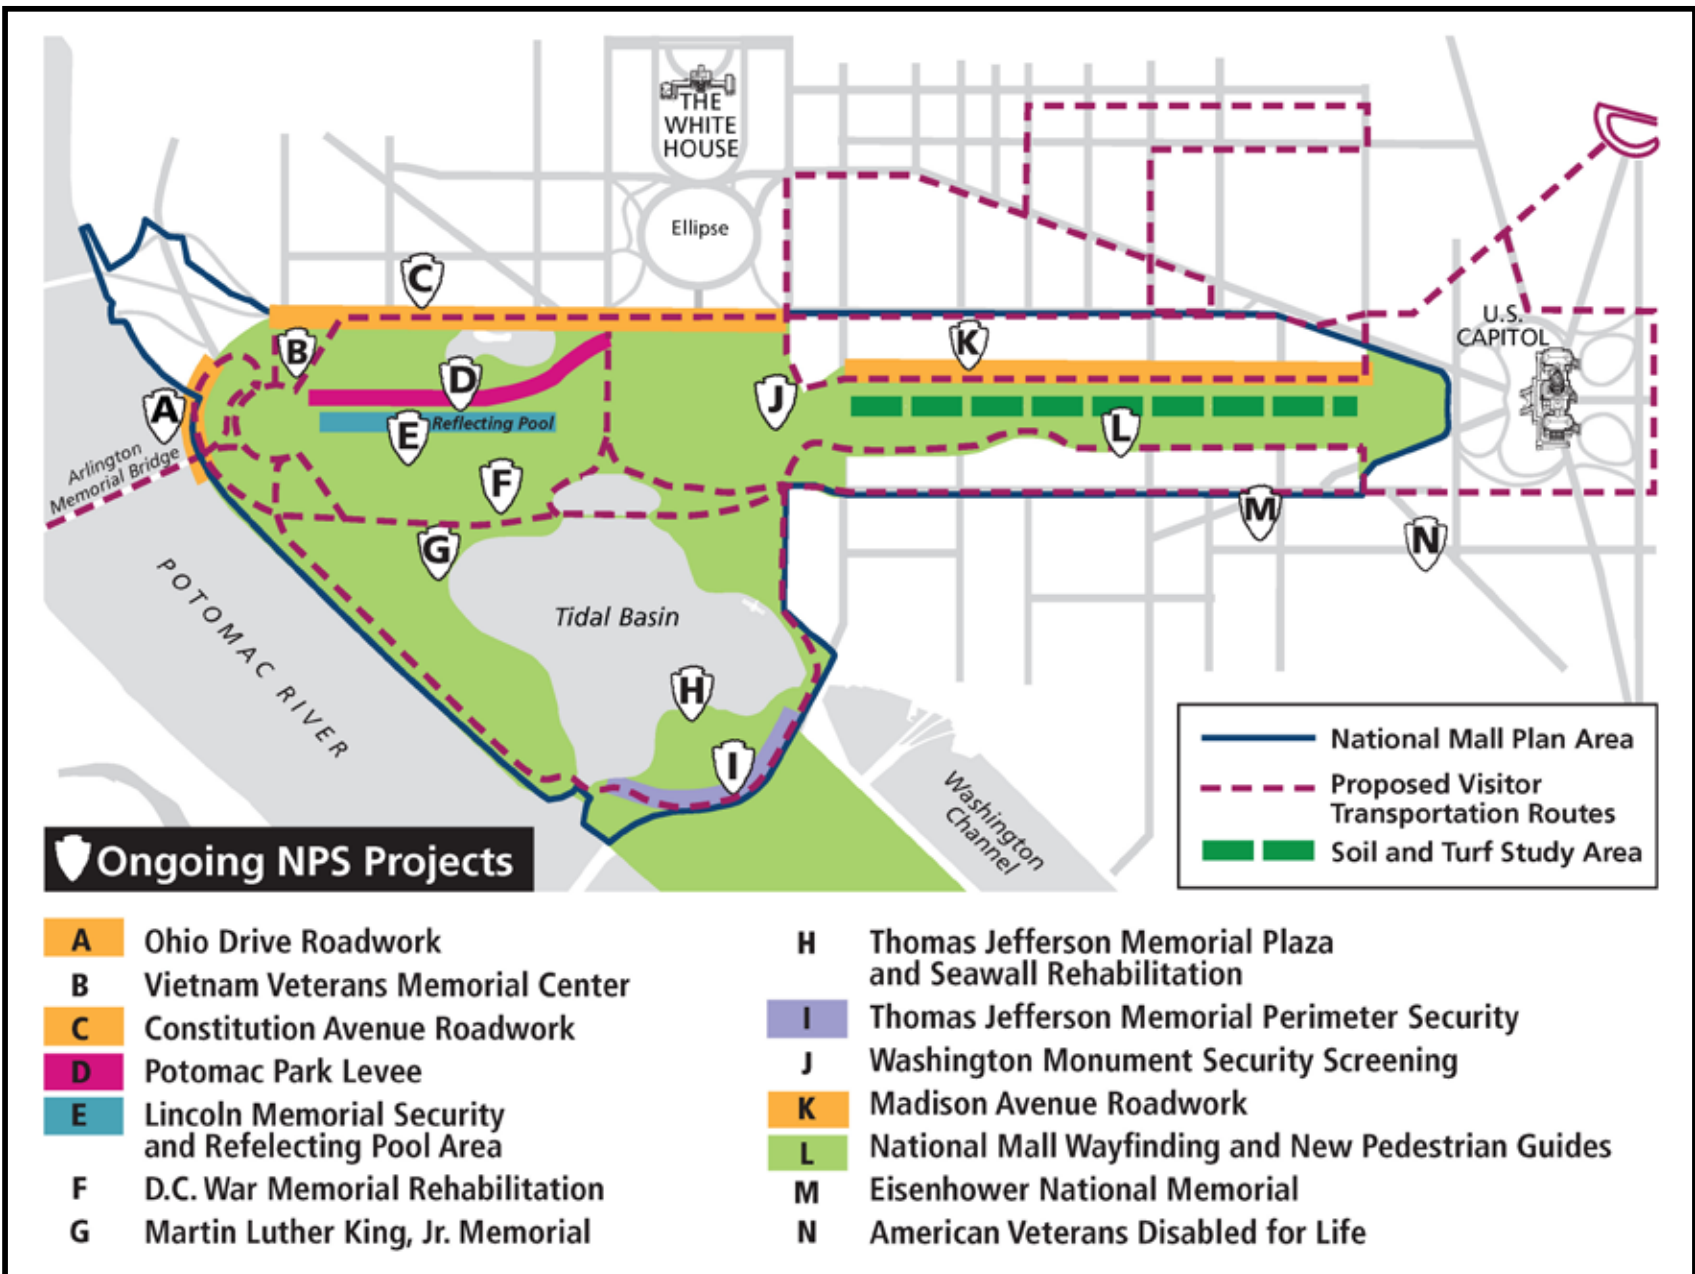 THE
WHITE
HOUSE
Ellipse
C
B
K
U.S.
CAPITOL
D
J
A
E
Reflecting Pool
L
Arlington
Memorial Bridge
F
M
N
G
POTOMAC RIVER
Tidal Basin
H
I
Washington
Channel
National Mall Plan Area
Proposed Visitor
Transportation Routes
Soil and Turf Study Area
Ongoing NPS Projects
A Ohio Drive Roadwork
B Vietnam Veterans Memorial Center
C Constitution Avenue Roadwork
D Potomac Park Levee
E Lincoln Memorial Security
and Refelecting Pool Area
F D.C. War Memorial Rehabilitation
G Martin Luther King, Jr. Memorial
H Thomas Jefferson Memorial Plaza
and Seawall Rehabilitation
I Thomas Jefferson Memorial Perimeter Security
J Washington Monument Security Screening
K Madison Avenue Roadwork
L National Mall Wayfinding and New Pedestrian Guides
M Eisenhower National Memorial
N American Veterans Disabled for Life